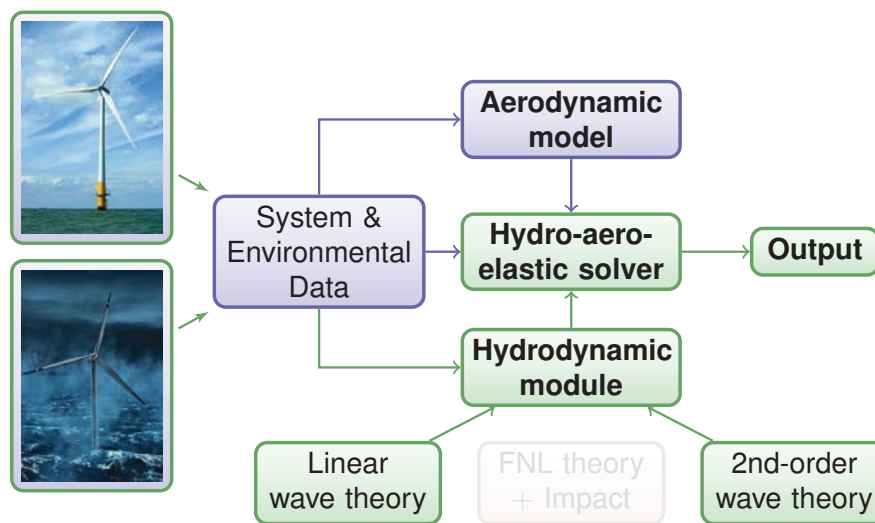 Aerodynamic
model
System &
Environmental
Data
Hydro-aero-
elastic solver
Output
Hydrodynamic
module
Linear
wave theory
FNL theory
+ Impact
2nd-order
wave theory